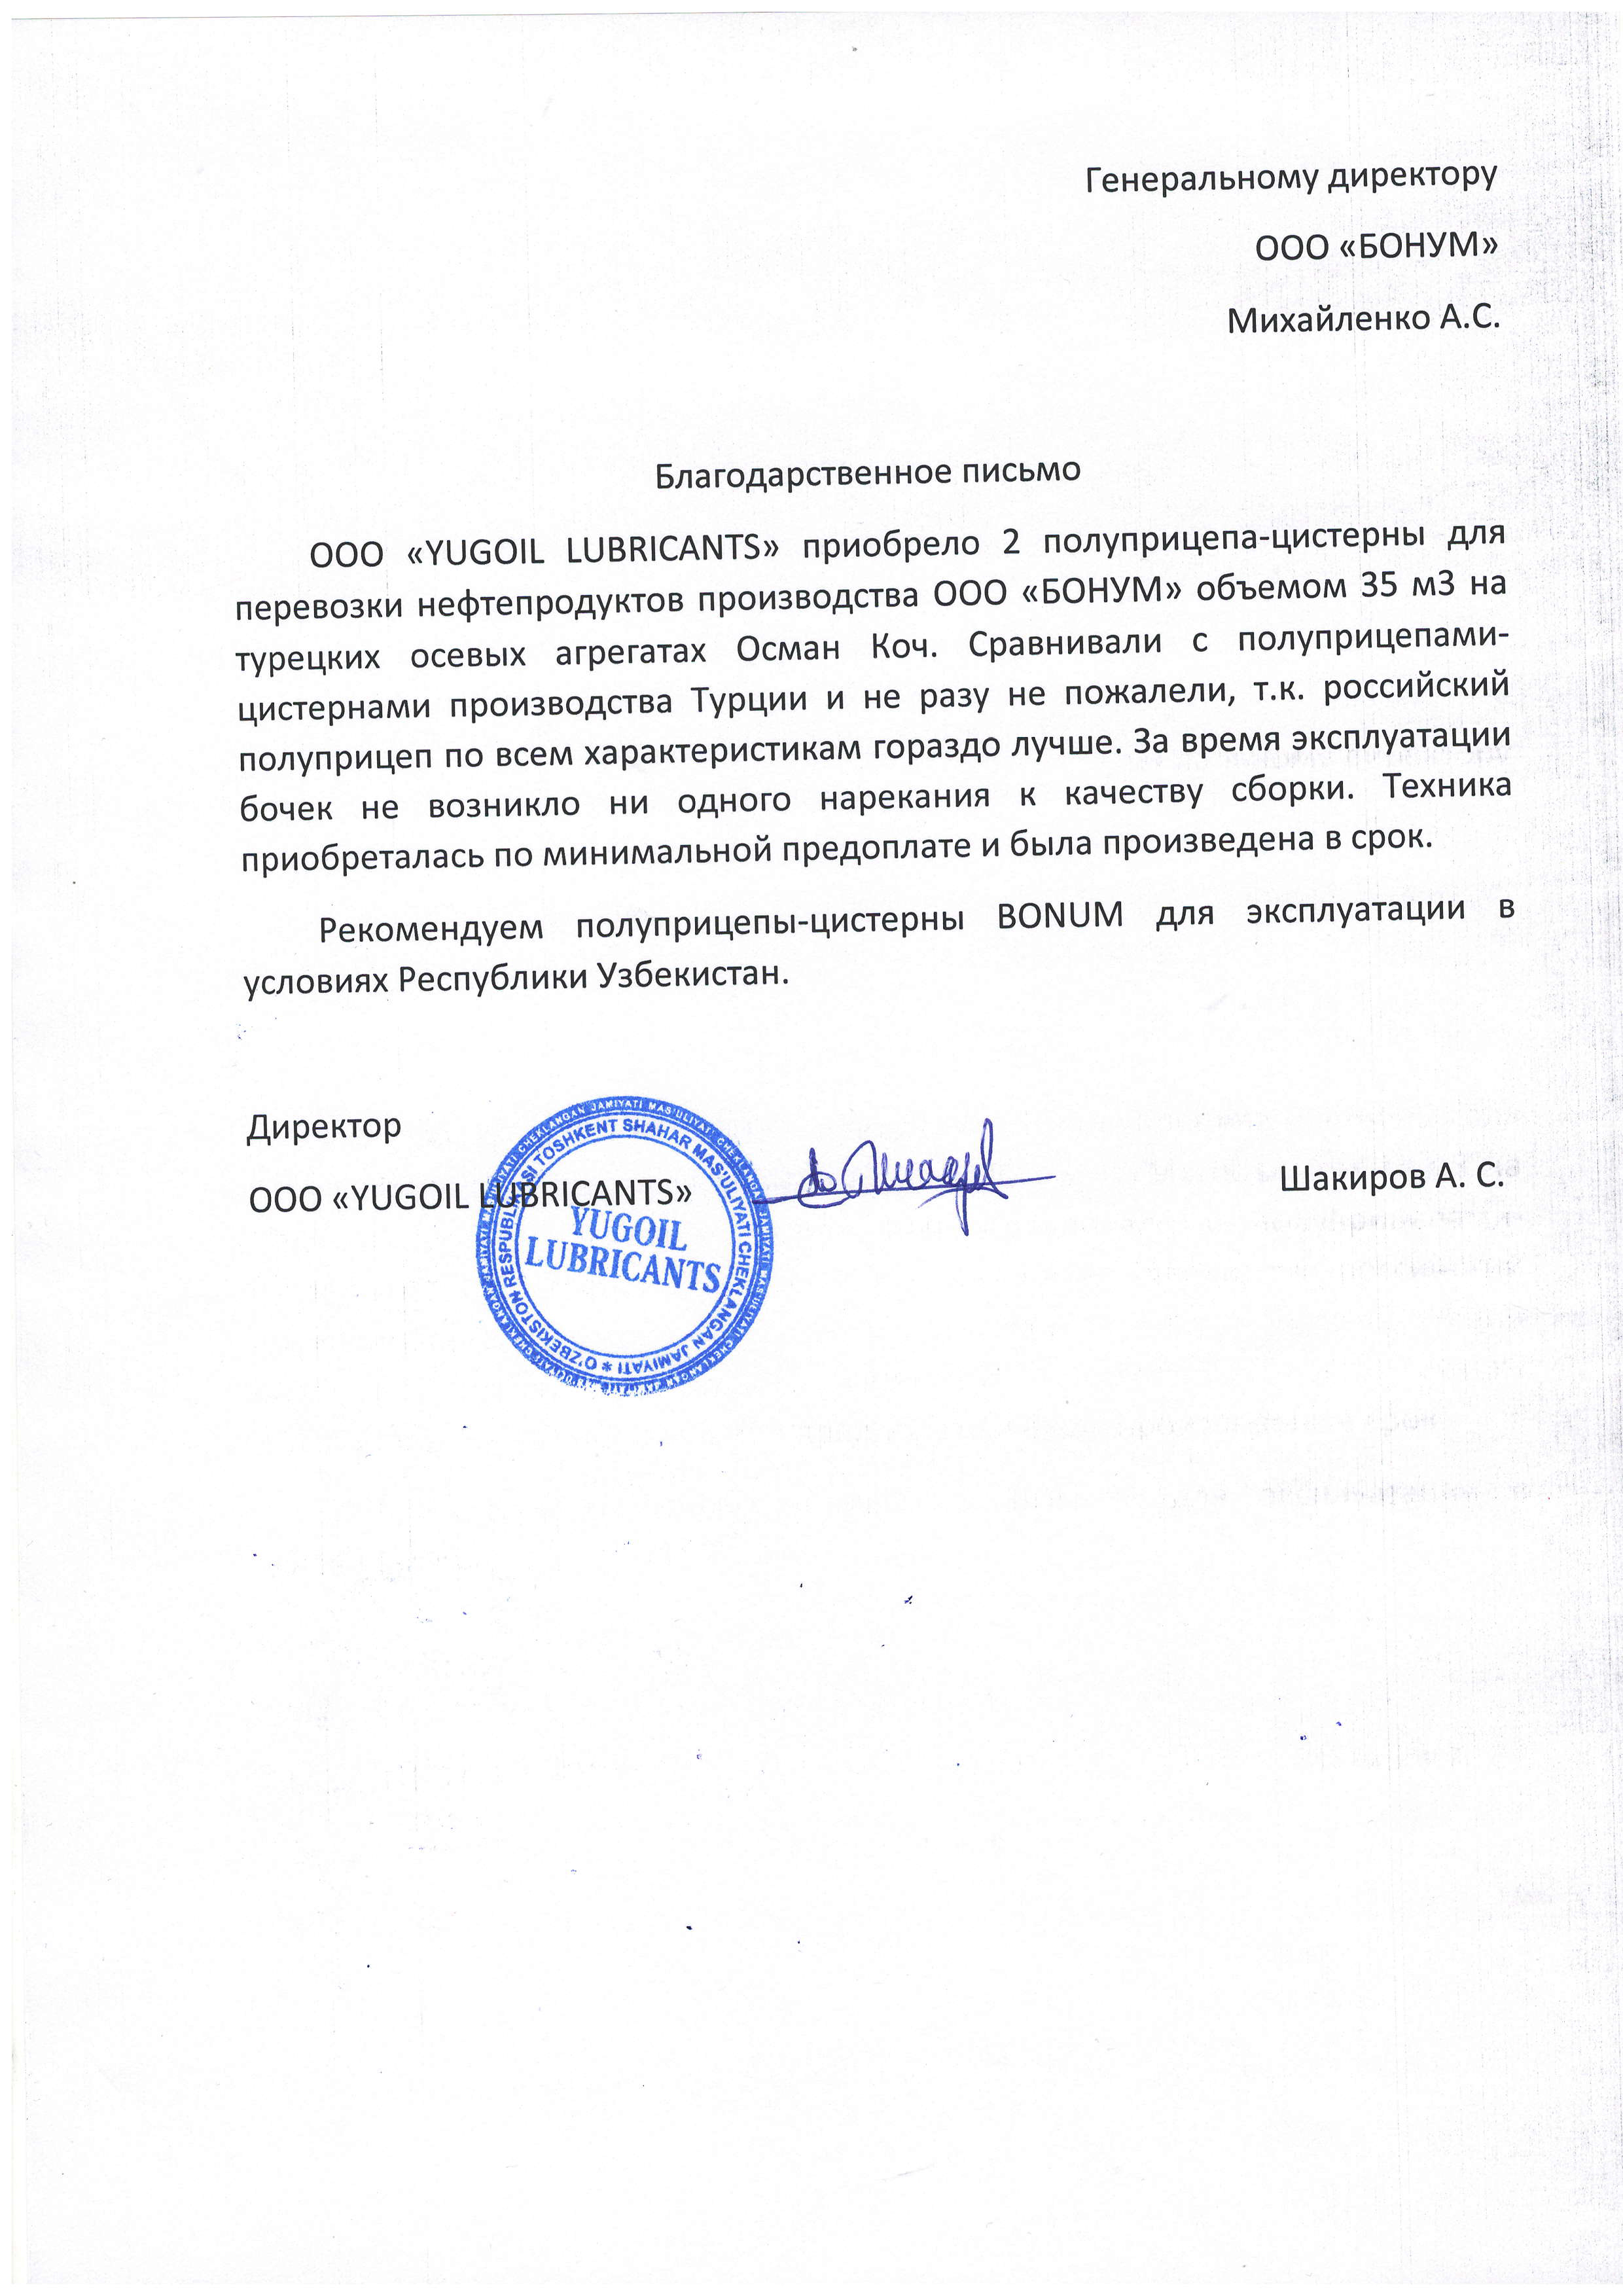 Генеральному директору
ООО «БОНУМ»
Михайленко А.С.
Благодарственное письмо
ООО «YUGOIL LUBRICANTS» приобрело 2 полуприцепа-цистерны для
перевозки нефтепродуктов производства ООО «БОНУМ» объемом 35 м3 на
турецких осевых агрегатах Осман Коч. Сравнивали с полуприцепами-
цистернами производства Турции и не разу не пожалели, т.к. российский
полуприцеп по всем характеристикам гораздо лучше. За время эксплуатации
бочек не возникло ни одного нарекания к качеству сборки. Техника
приобреталась по минимальной предоплате и была произведена в срок.
Рекомендуем полуприцепы-цистерны BONUM для эксплуатации в
условиях Республики Узбекистан.
Директор
ООО «YUGOIL LUBRICANTS»
Шакиров А. С.
O'ZBEKISTON RESPUBLIKASI TOSHKENT SHAHAR MAS'ULIYATI CHEKLANGAN JAMIYATI *
YUGOIL
LUBRICANTS